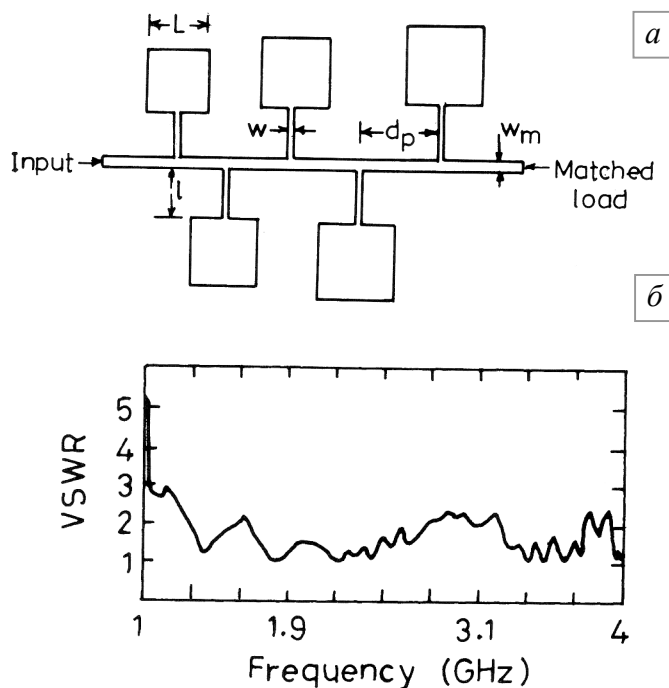 a
L
w
d_p
w_m
Input
l
Matched load
б
5
4
3
2
1
VSWR
1 1.9 3.1 4
Frequency (GHz)